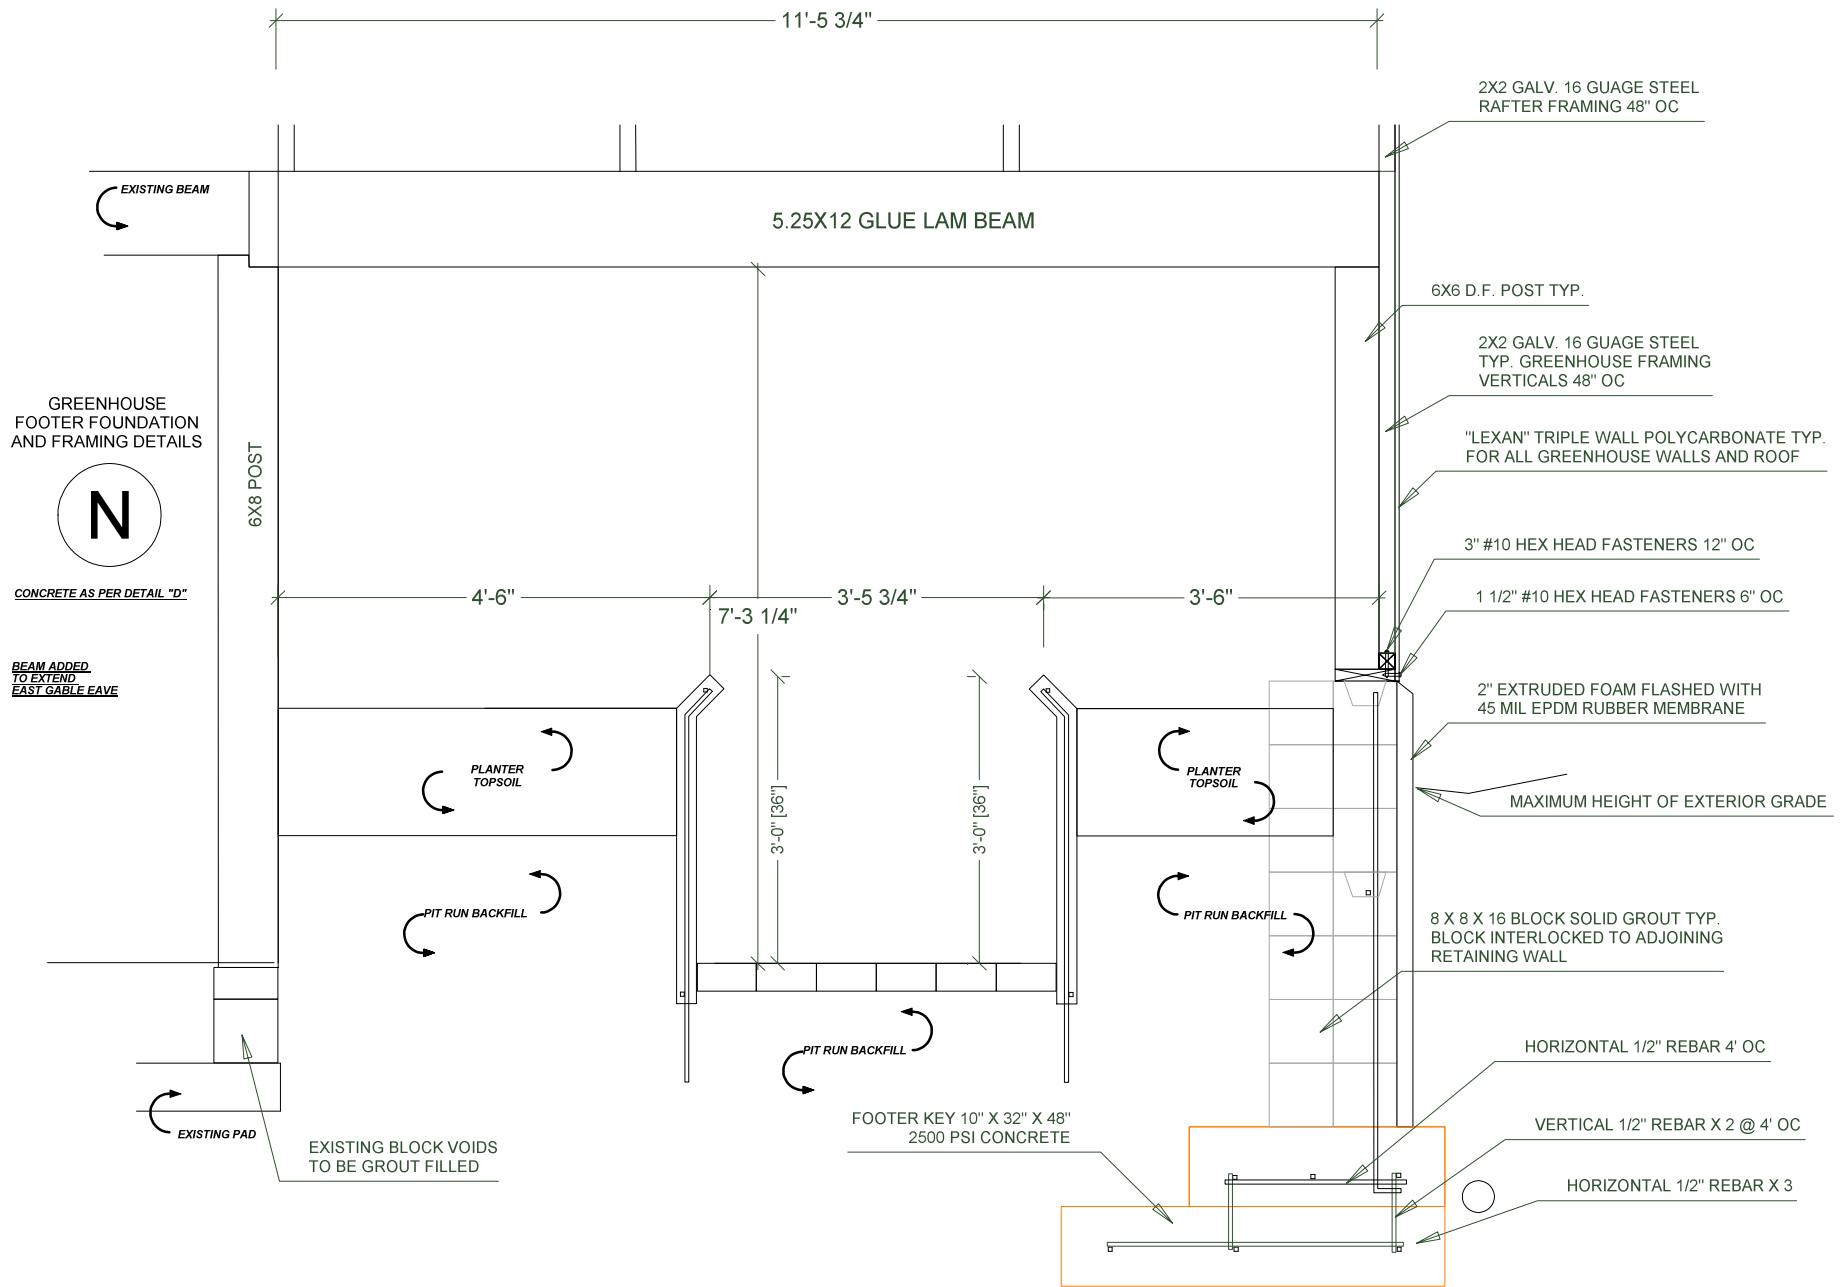 11'-5 3/4"
2X2 GALV. 16 GUAGE STEEL
RAFTER FRAMING 48" OC
EXISTING BEAM
5.25X12 GLUE LAM BEAM
6X6 D.F. POST TYP.
2X2 GALV. 16 GUAGE STEEL
TYP. GREENHOUSE FRAMING
VERTICALS 48" OC
GREENHOUSE
FOOTER FOUNDATION
AND FRAMING DETAILS
N
6X8 POST
"LEXAN" TRIPLE WALL POLYCARBONATE TYP.
FOR ALL GREENHOUSE WALLS AND ROOF
3" #10 HEX HEAD FASTENERS 12" OC
CONCRETE AS PER DETAIL "D"
4'-6"
3'-5 3/4"
3'-6"
1 1/2" #10 HEX HEAD FASTENERS 6" OC
7'-3 1/4"
BEAM ADDED
TO EXTEND
EAST GABLE EAVE
2" EXTRUDED FOAM FLASHED WITH
45 MIL EPDM RUBBER MEMBRANE
PLANTER
TOPSOIL
3'-0" [36"]
3'-0" [36"]
PLANTER
TOPSOIL
MAXIMUM HEIGHT OF EXTERIOR GRADE
PIT RUN BACKFILL
PIT RUN BACKFILL
8 X 8 X 16 BLOCK SOLID GROUT TYP.
BLOCK INTERLOCKED TO ADJOINING
RETAINING WALL
PIT RUN BACKFILL
HORIZONTAL 1/2" REBAR 4' OC
EXISTING PAD
EXISTING BLOCK VOIDS
TO BE GROUT FILLED
FOOTER KEY 10" X 32" X 48"
2500 PSI CONCRETE
VERTICAL 1/2" REBAR X 2 @ 4' OC
HORIZONTAL 1/2" REBAR X 3